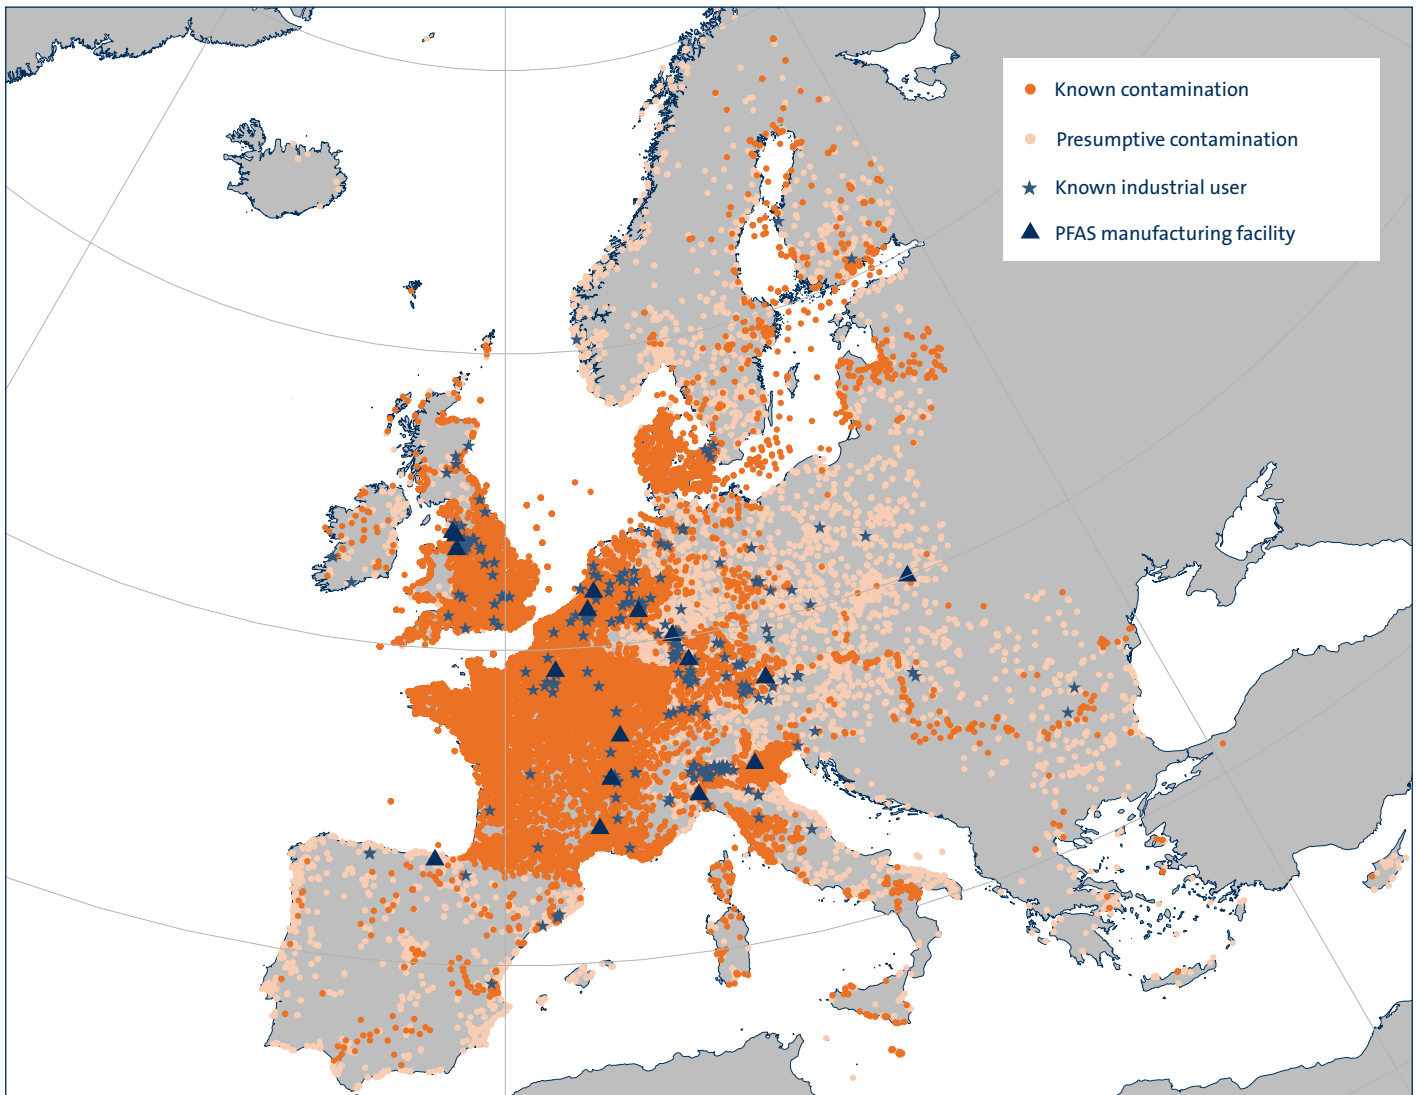 Known contamination
Presumptive contamination
Known industrial user
PFAS manufacturing facility